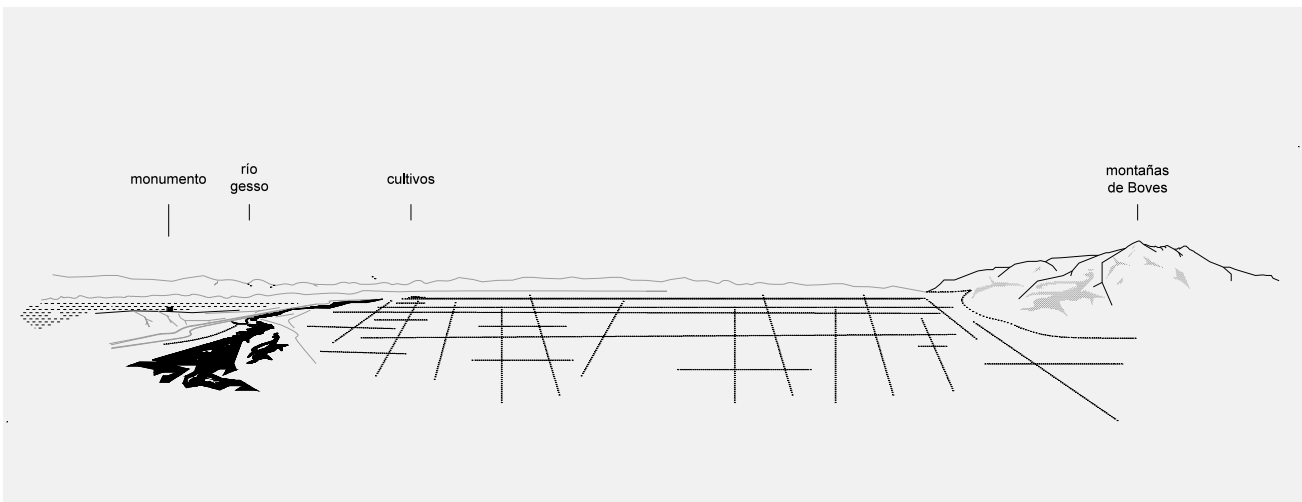 monumento
río
gesso
cultivos
montañas
de Boves